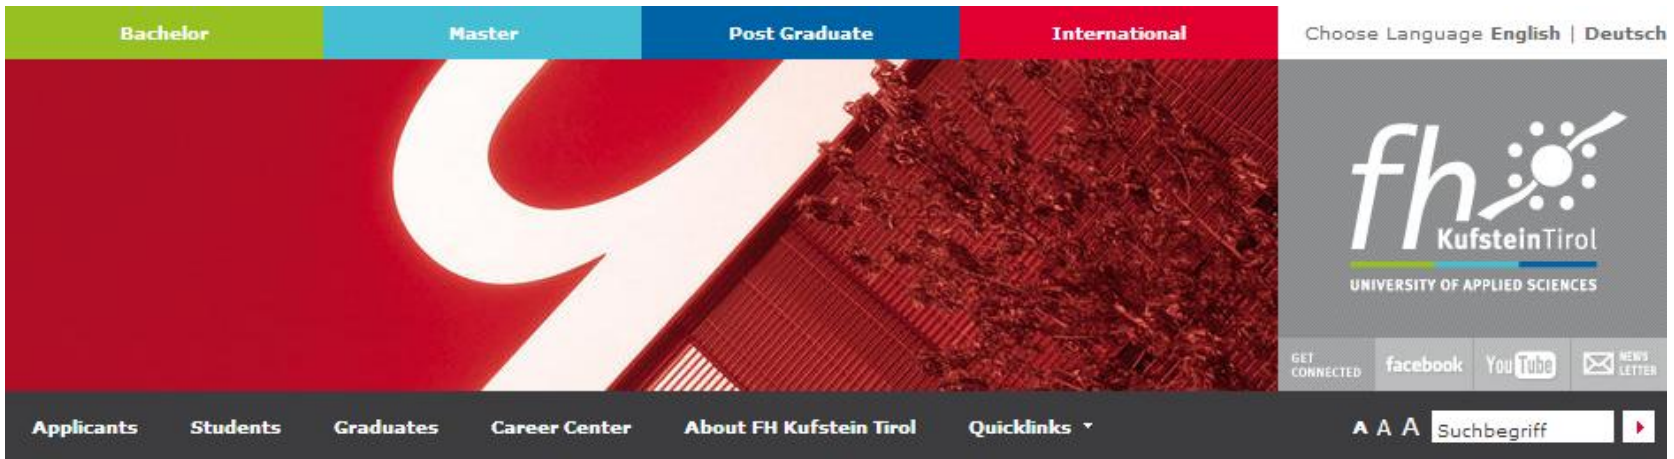 Bachelor
Master
Post Graduate
International
Choose Language English | Deutsch
fh
KufsteinTirol
UNIVERSITY OF APPLIED SCIENCES
GET
CONNECTED
facebook
YouTube
NEWS
LETTER
Applicants
Students
Graduates
Career Center
About FH Kufstein Tirol
Quicklinks
A A A
Suchbegriff